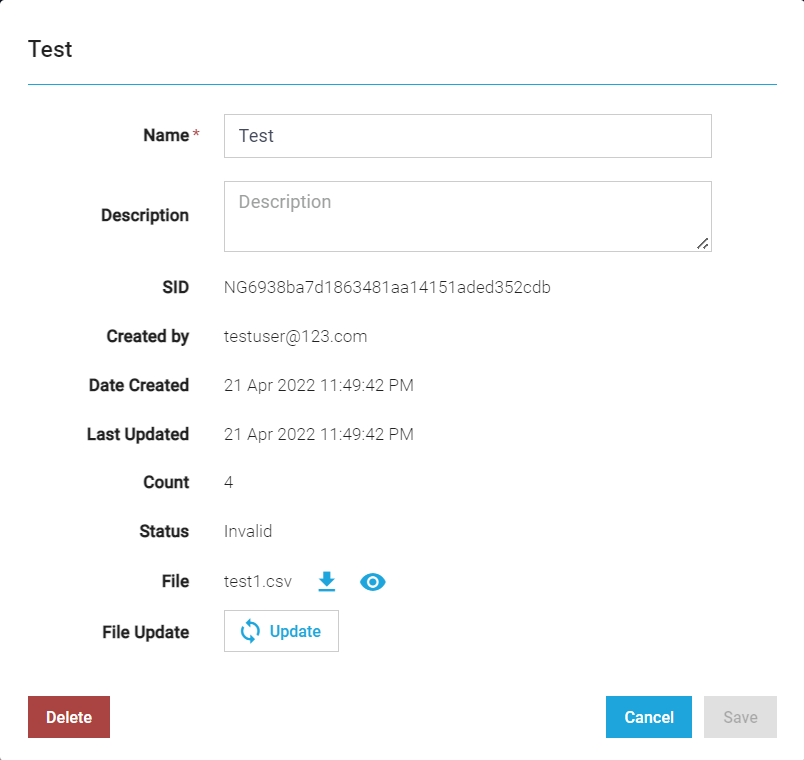 Test
Name *
Test
Description
Description
SID
NG6938ba7d1863481aa14151aded352cdb
Created by
testuser@123.com
Date Created
21 Apr 2022 11:49:42 PM
Last Updated
21 Apr 2022 11:49:42 PM
Count
4
Status
Invalid
File
test1.csv
File Update
Update
Delete
Cancel
Save